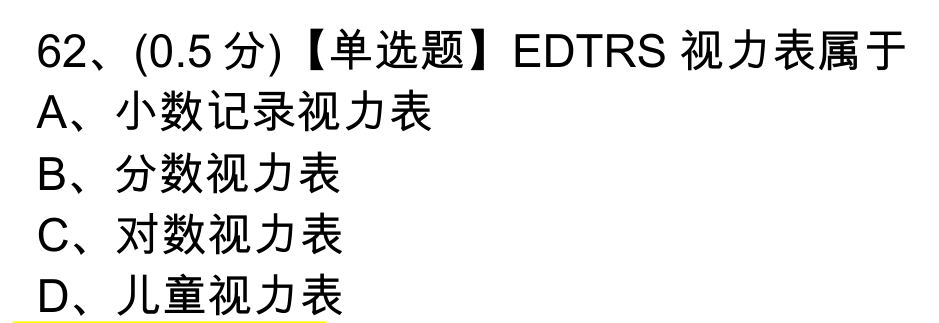 62、(0.5 分)【单选题】EDTRS 视力表属于
A、小数记录视力表
B、分数视力表
C、对数视力表
D、儿童视力表